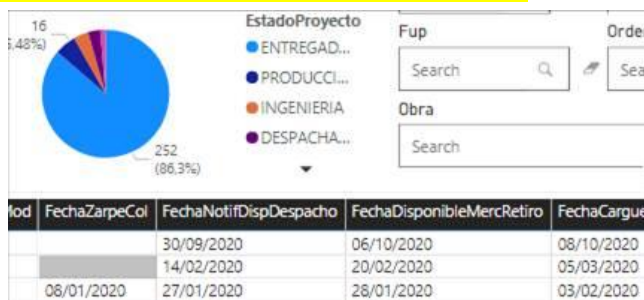 16
5,48%)
252
(86,3%)
EstadoProyecto
ENTREGAD...
PRODUCCI...
INGENIERIA
DESPACHA...
Fup
Search
Orde
Sea
Obra
Search
Mod FechaZarpeCol FechaNotifDispDespacho FechaDisponibleMercRetiro FechaCargue
30/09/2020 06/10/2020 08/10/2020
14/02/2020 20/02/2020 05/03/2020
08/01/2020 27/01/2020 28/01/2020 03/02/2020